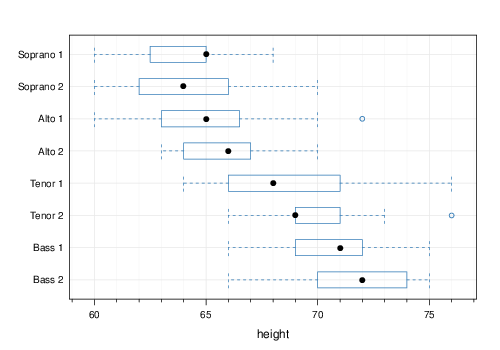 Soprano 1
Soprano 2
Alto 1
Alto 2
Tenor 1
Tenor 2
Bass 1
Bass 2
60 65 70 75
height